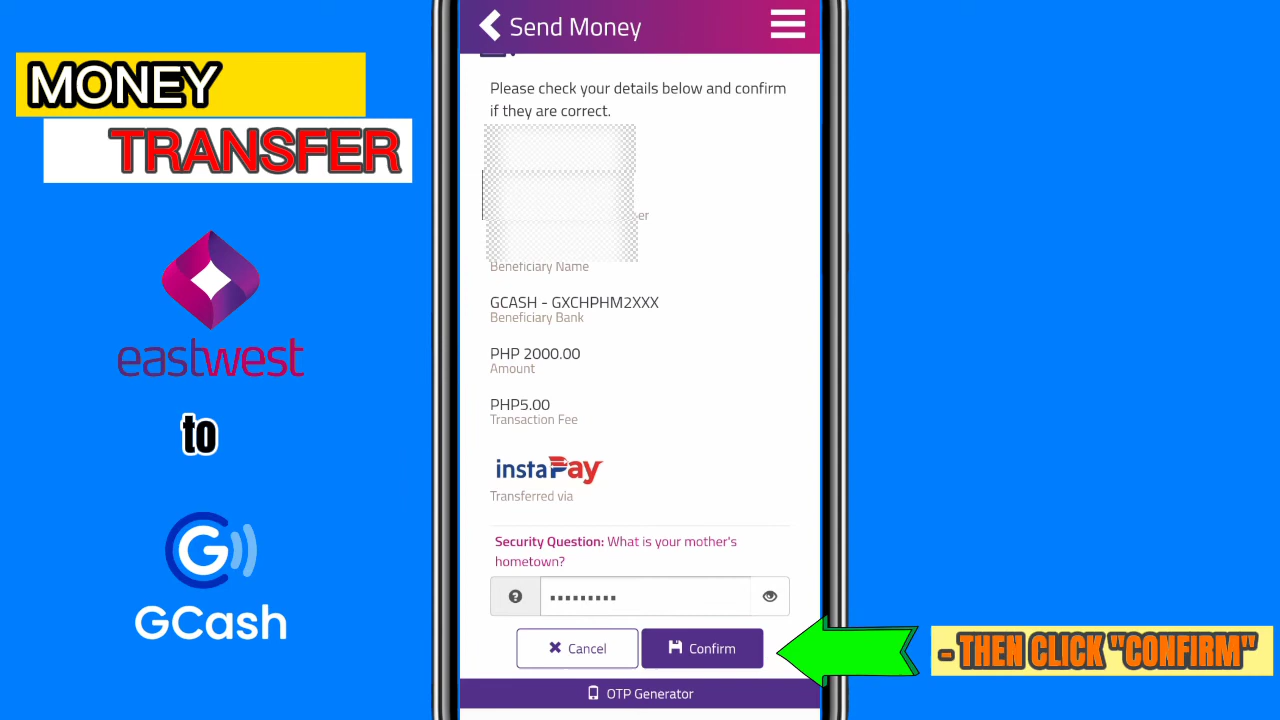 MONEY
TRANSFER
eastwest
to
G
GCash
Send Money
Please check your details below and confirm
if they are correct.
er
Beneficiary Name
GCASH - GXCHPHM2XXX
Beneficiary Bank
PHP 2000.00
Amount
PHP5.00
Transaction Fee
instaPay
Transferred via
Security Question: What is your mother's
hometown?
Cancel
Confirm
OTP Generator
- THEN CLICK "CONFIRM"